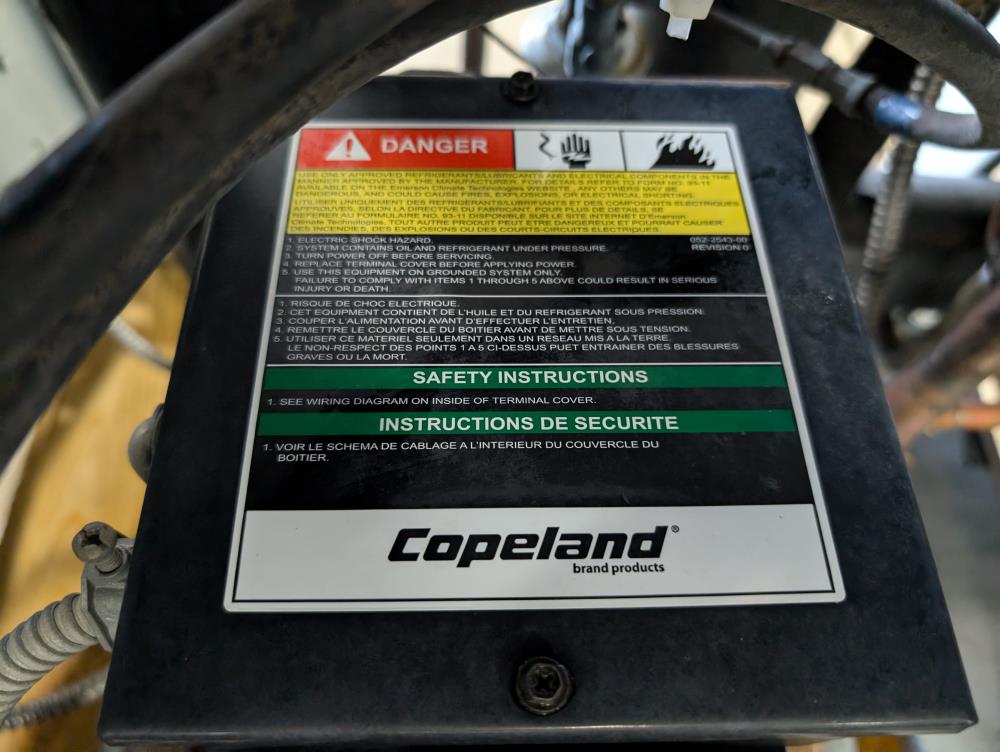 DANGER
USE ONLY APPROVED REFRIGERANTS/LUBRICANTS AND ELECTRICAL COMPONENTS IN THE
MANNER APPROVED BY THE MANUFACTURER. FOR DETAILS REFER TO FORM NO. 93-11
AVAILABLE ON THE Emerson Climate Technologies WEBSITE. ANY OTHERS MAY BE
DANGEROUS, AND COULD CAUSE FIRES, EXPLOSIONS, OR ELECTRICAL SHORTING.
UTILISER UNIQUEMENT DES REFRIGERANTS/LUBRIFIANTS ET DES COMPOSANTS ELECTRIQUES
APPROUVES, SELON LA DIRECTIVE DU FABRICANT. POUR PLUS DE DETAILS, SE
REFERER AU FORMULAIRE NO. 93-11 DISPONIBLE SUR LE SITE INTERNET D'Emerson
Climate Technologies. TOUT AUTRE PRODUIT PEUT ETRE DANGEREUX ET POURRAIT CAUSER
DES INCENDIES, DES EXPLOSIONS OU DES COURTS-CIRCUITS ELECTRIQUES.
1. ELECTRIC SHOCK HAZARD. 052-2543-00
2. SYSTEM CONTAINS OIL AND REFRIGERANT UNDER PRESSURE. REVISION 0
3. TURN POWER OFF BEFORE SERVICING.
4. REPLACE TERMINAL COVER BEFORE APPLYING POWER.
5. USE THIS EQUIPMENT ON GROUNDED SYSTEM ONLY.
FAILURE TO COMPLY WITH ITEMS 1 THROUGH 5 ABOVE COULD RESULT IN SERIOUS
INJURY OR DEATH.
1. RISQUE DE CHOC ELECTRIQUE.
2. CET EQUIPMENT CONTIENT DE L'HUILE ET DU REFRIGERANT SOUS PRESSION.
3. COUPER L'ALIMENTATION AVANT D'EFFECTUER L'ENTRETIEN.
4. REMETTRE LE COUVERCLE DU BOITIER AVANT DE METTRE SOUS TENSION.
5. UTILISER CE MATERIEL SEULEMENT DANS UN RESEAU MIS A LA TERRE.
LE NON-RESPECT DES POINTS 1 A 5 CI-DESSUS PUET ENTRAINER DES BLESSURES
GRAVES OU LA MORT.
SAFETY INSTRUCTIONS
1. SEE WIRING DIAGRAM ON INSIDE OF TERMINAL COVER.
INSTRUCTIONS DE SECURITE
1. VOIR LE SCHEMA DE CABLAGE A L'INTERIEUR DU COUVERCLE DU
BOITIER.
Copeland®
brand products